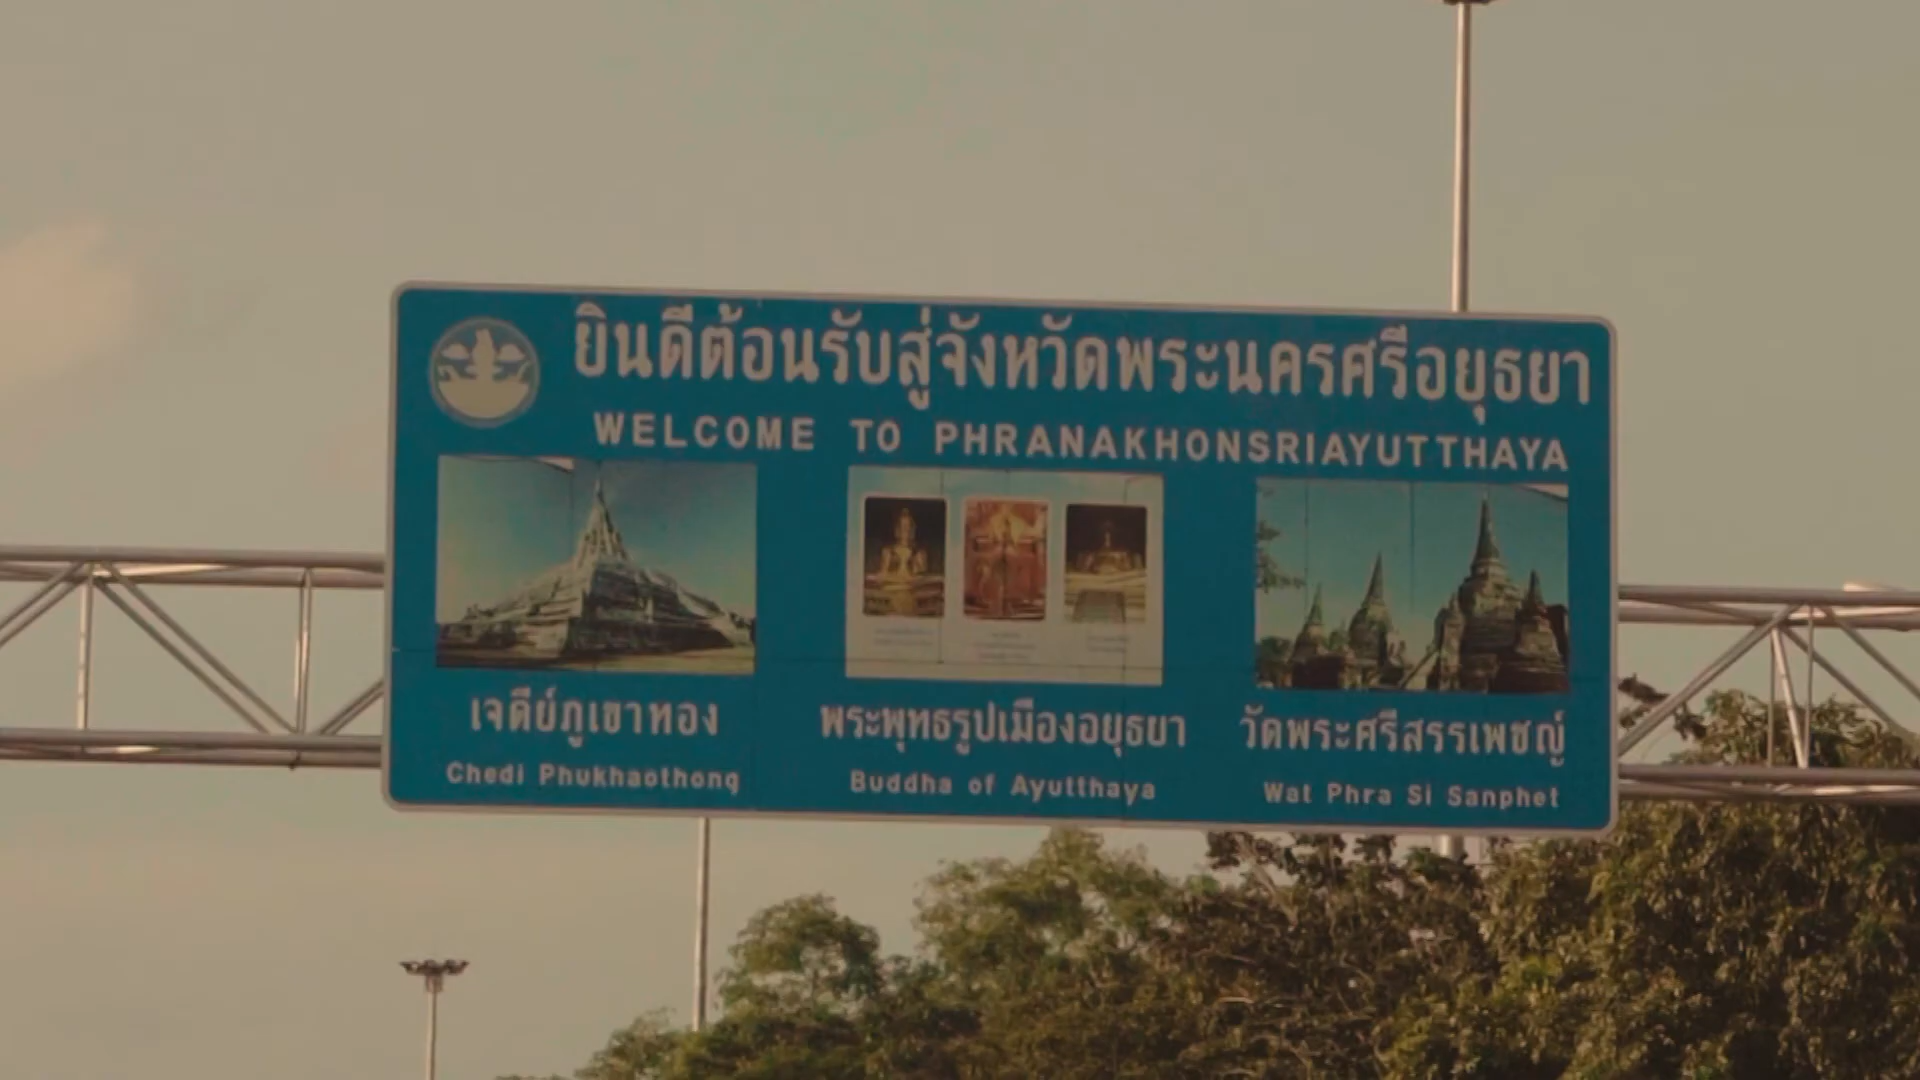 ยินดีต้อนรับสู่จังหวัดพระนครศรีอยุธยา
WELCOME TO PHRANAKHONSRIAYUTTHAYA
เจดีย์ภูเขาทอง
Chedi Phukhaothong
พระพุทธรูปเมืองอยุธยา
Buddha of Ayutthaya
วัดพระศรีสรรเพชญ์
Wat Phra Si Sanphet